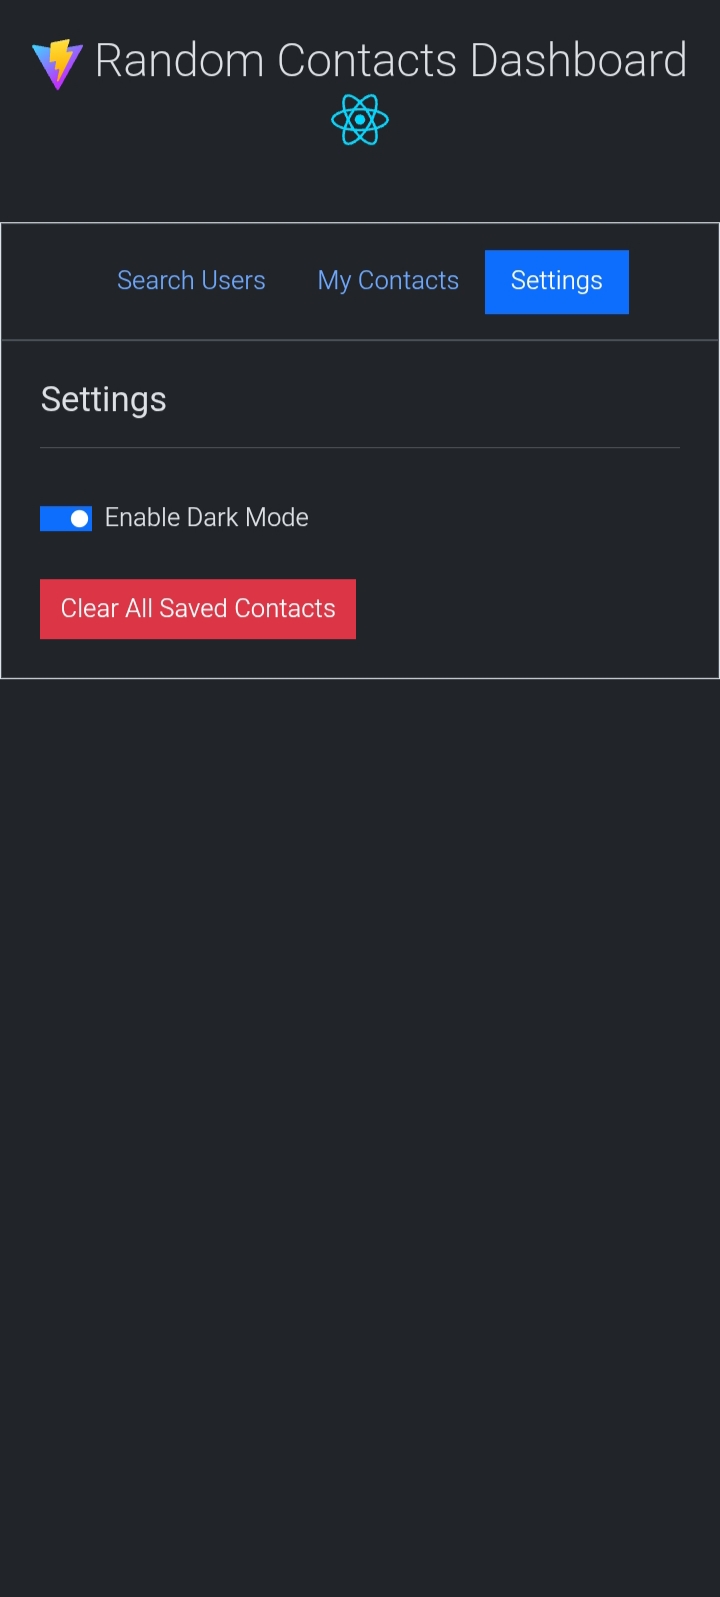 Random Contacts Dashboard
Search Users My Contacts Settings
Settings
Enable Dark Mode
Clear All Saved Contacts